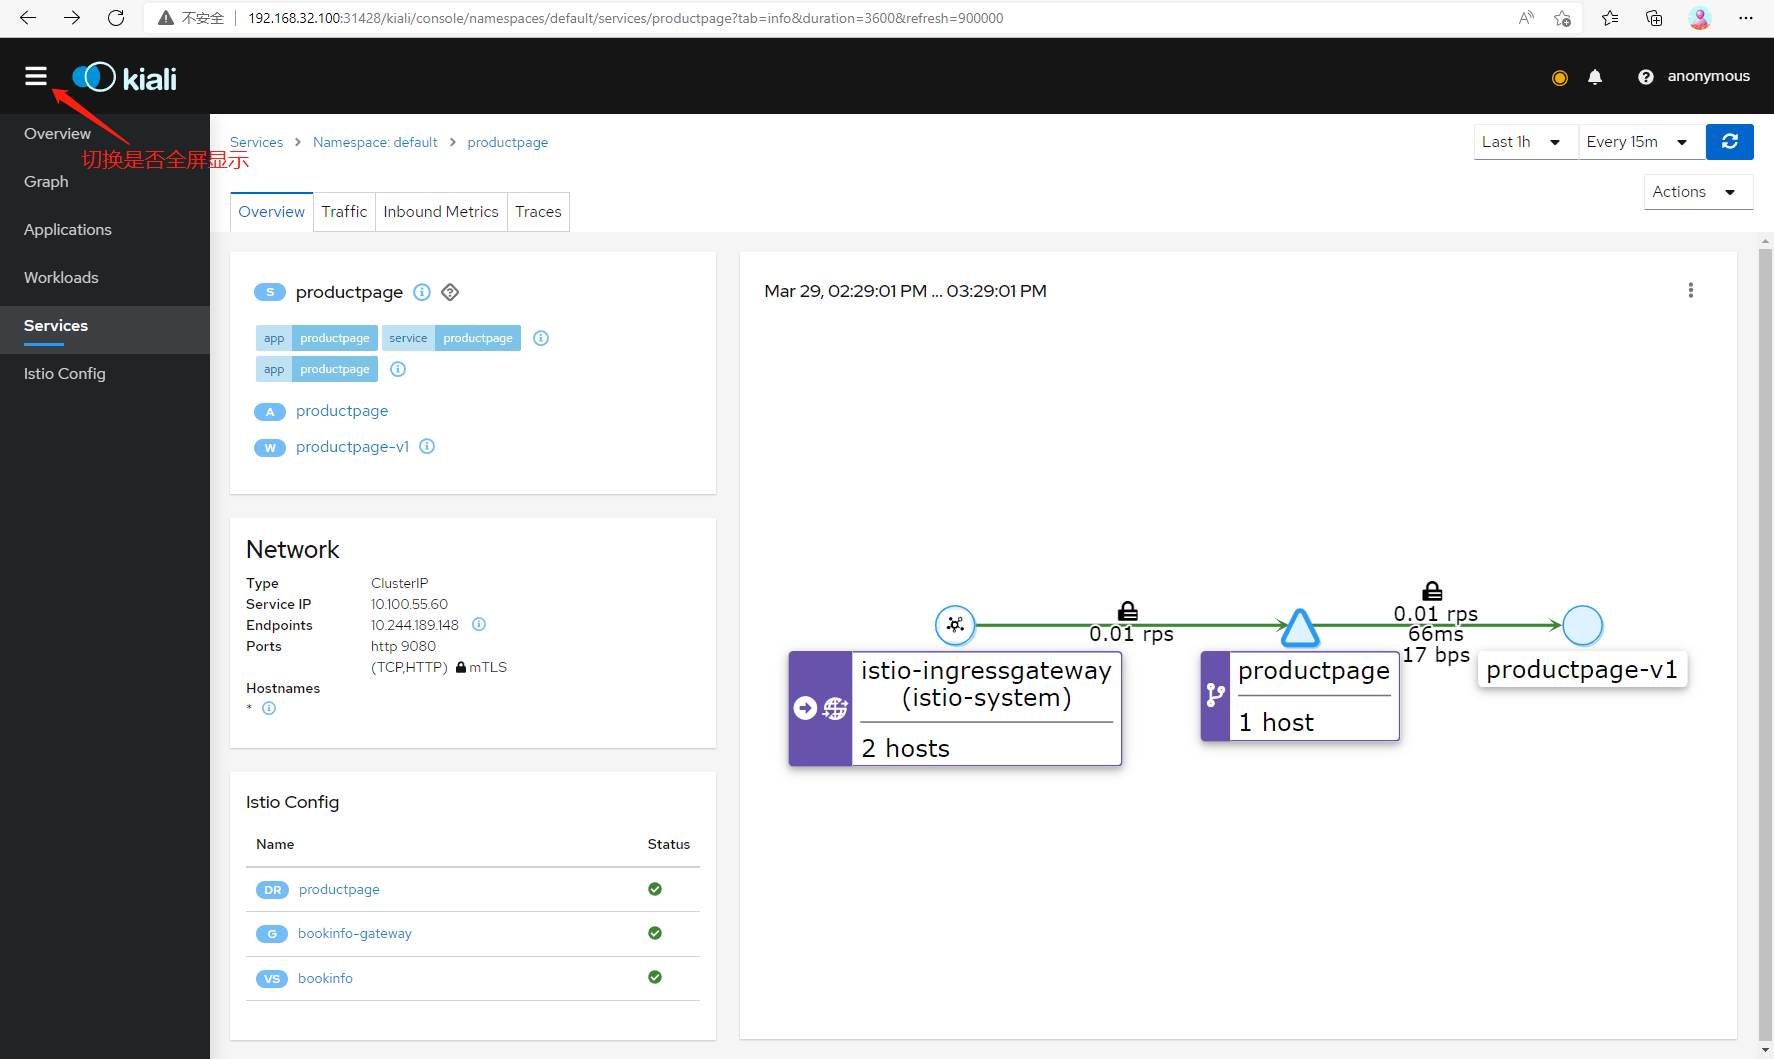 不安全
192.168.32.100:31428/kiali/console/namespaces/default/services/productpage?tab=info&duration=3600&refresh=900000
kiali
anonymous
切换是否全屏显示
Overview
Graph
Applications
Workloads
Services
Istio Config
Services > Namespace: default > productpage
Last 1h
Every 15m
Actions
Overview
Traffic
Inbound Metrics
Traces
S productpage
app productpage service productpage
app productpage
A productpage
W productpage-v1
Network
Type ClusterIP
Service IP 10.100.55.60
Endpoints 10.244.189.148
Ports http 9080
(TCP,HTTP) mTLS
Hostnames
*
Istio Config
Name Status
DR productpage
G bookinfo-gateway
VS bookinfo
Mar 29, 02:29:01 PM ... 03:29:01 PM
0.01 rps
0.01 rps
66ms
17 bps
istio-ingressgateway
(istio-system)
2 hosts
productpage
1 host
productpage-v1